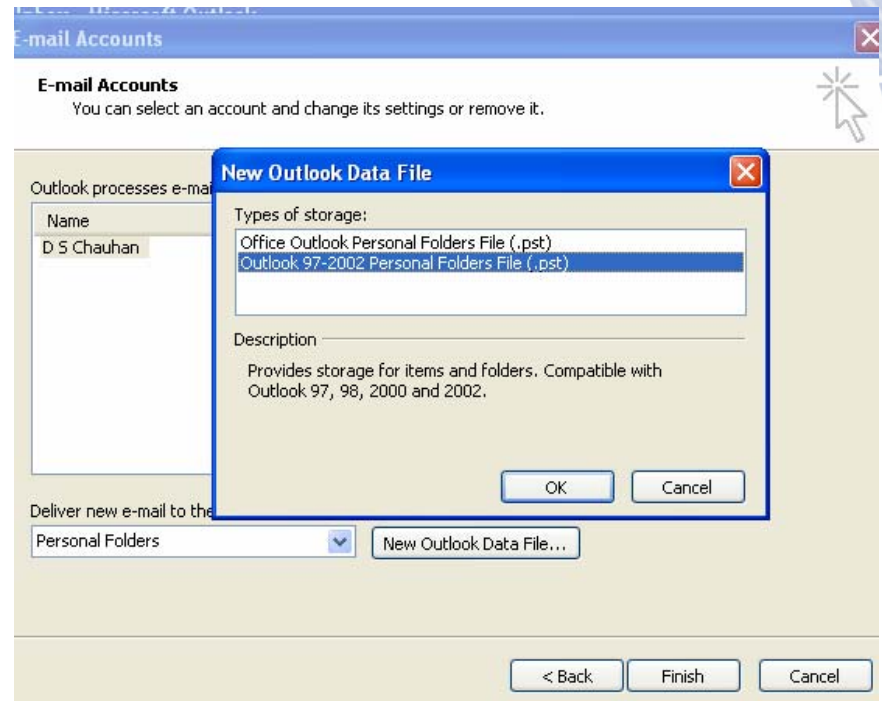 Inbox - Microsoft Outlook
E-mail Accounts
E-mail Accounts
You can select an account and change its settings or remove it.
Outlook processes e-mai
Name
D S Chauhan
New Outlook Data File
Types of storage:
Office Outlook Personal Folders File (.pst)
Outlook 97-2002 Personal Folders File (.pst)
Description
Provides storage for items and folders. Compatible with
Outlook 97, 98, 2000 and 2002.
OK Cancel
Deliver new e-mail to the
Personal Folders New Outlook Data File...
< Back Finish Cancel